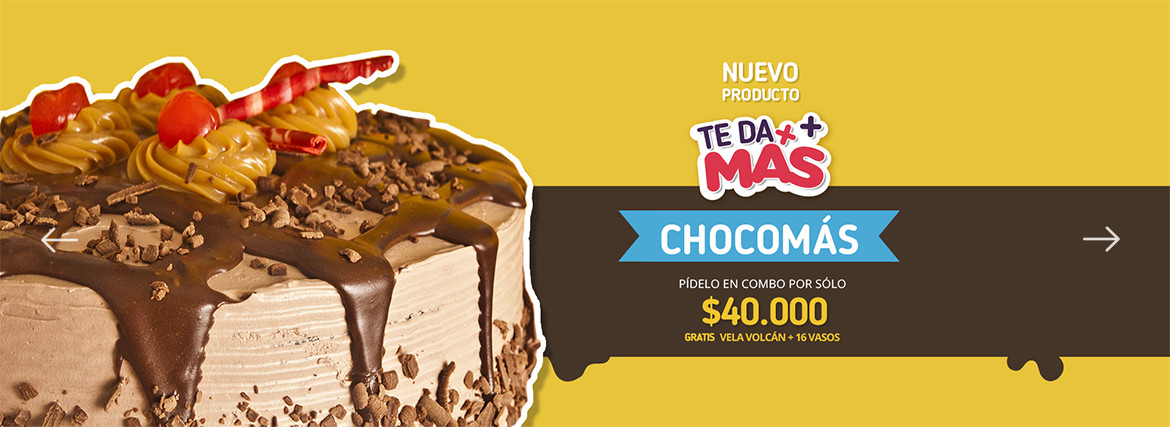 NUEVO
PRODUCTO
TE DA +++
MAS
CHOCOMÁS
PÍDELO EN COMBO POR SÓLO
$40.000
GRATIS VELA VOLCÁN + 16 VASOS